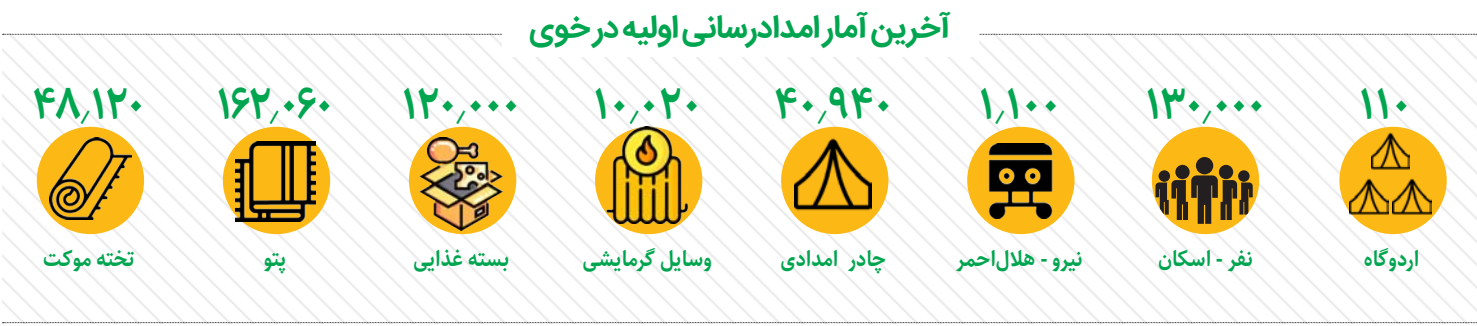 آخرین آمار امدادرسانی اولیه در خوی
۱۱۰
۱٣۰٫۰۰۰
۱٫۱۰۰
۴۰٫۹۴۰
۱۰٫۰۲۰
۱۲۰٫۰۰۰
۱۶۲٫۰۶۰
۴۸٫۱۲۰
اردوگاه
نفر - اسکان
نیرو - هلال‌احمر
چادر امدادی
وسایل گرمایشی
بسته غذایی
پتو
تخته موکت